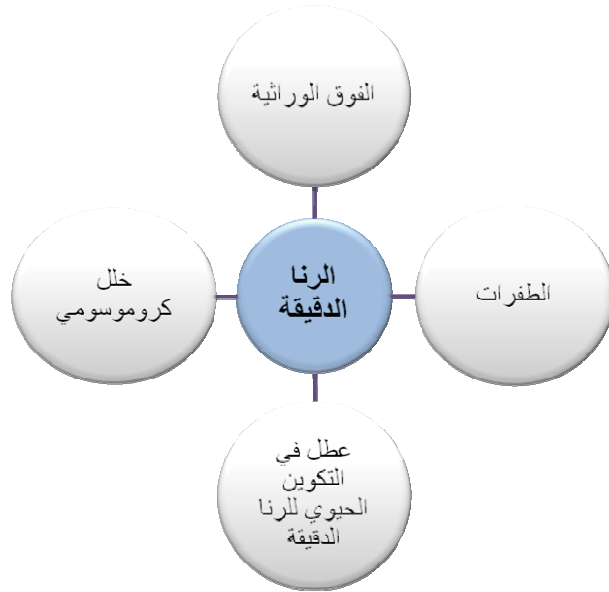 الفوق الوراثية
الرنا
الدقيقة
الطفرات
خلل
كروموسومي
عطل في
التكوين
الحيوي للرنا
الدقيقة